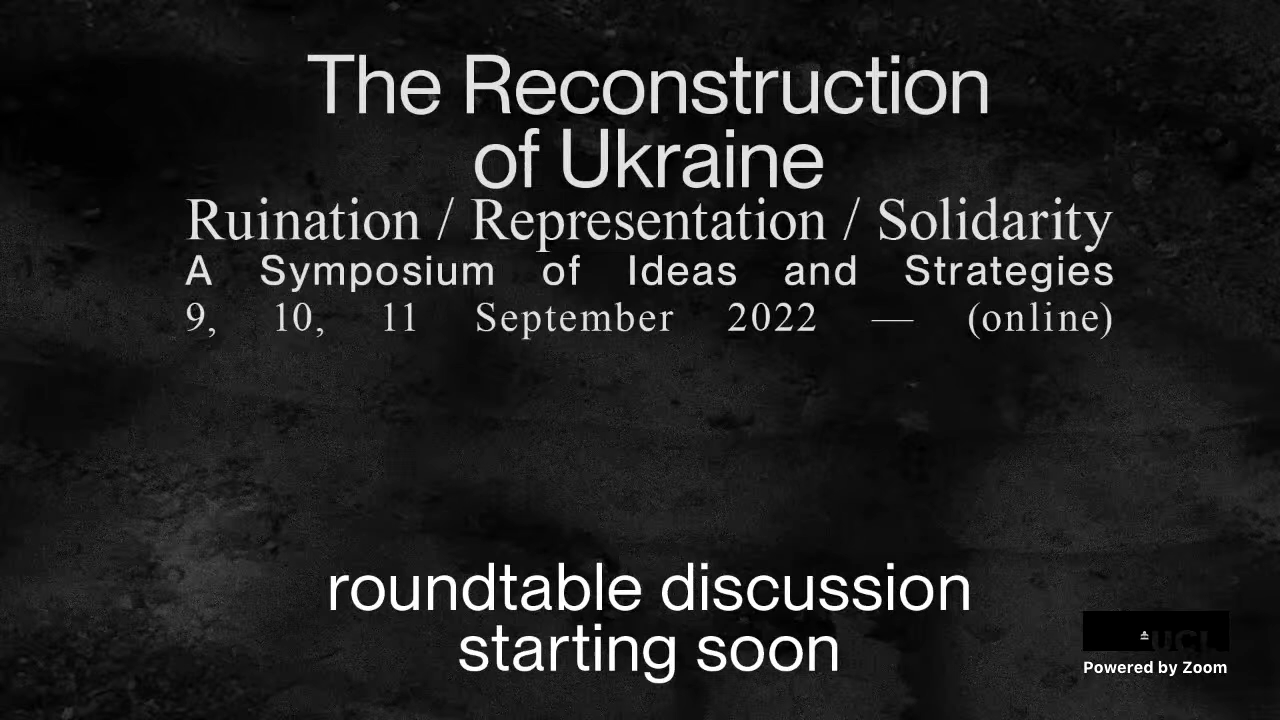 The Reconstruction
of Ukraine
Ruination / Representation / Solidarity
A Symposium of Ideas and Strategies
9, 10, 11 September 2022 — (online)
roundtable discussion
starting soon
UCL
Powered by Zoom